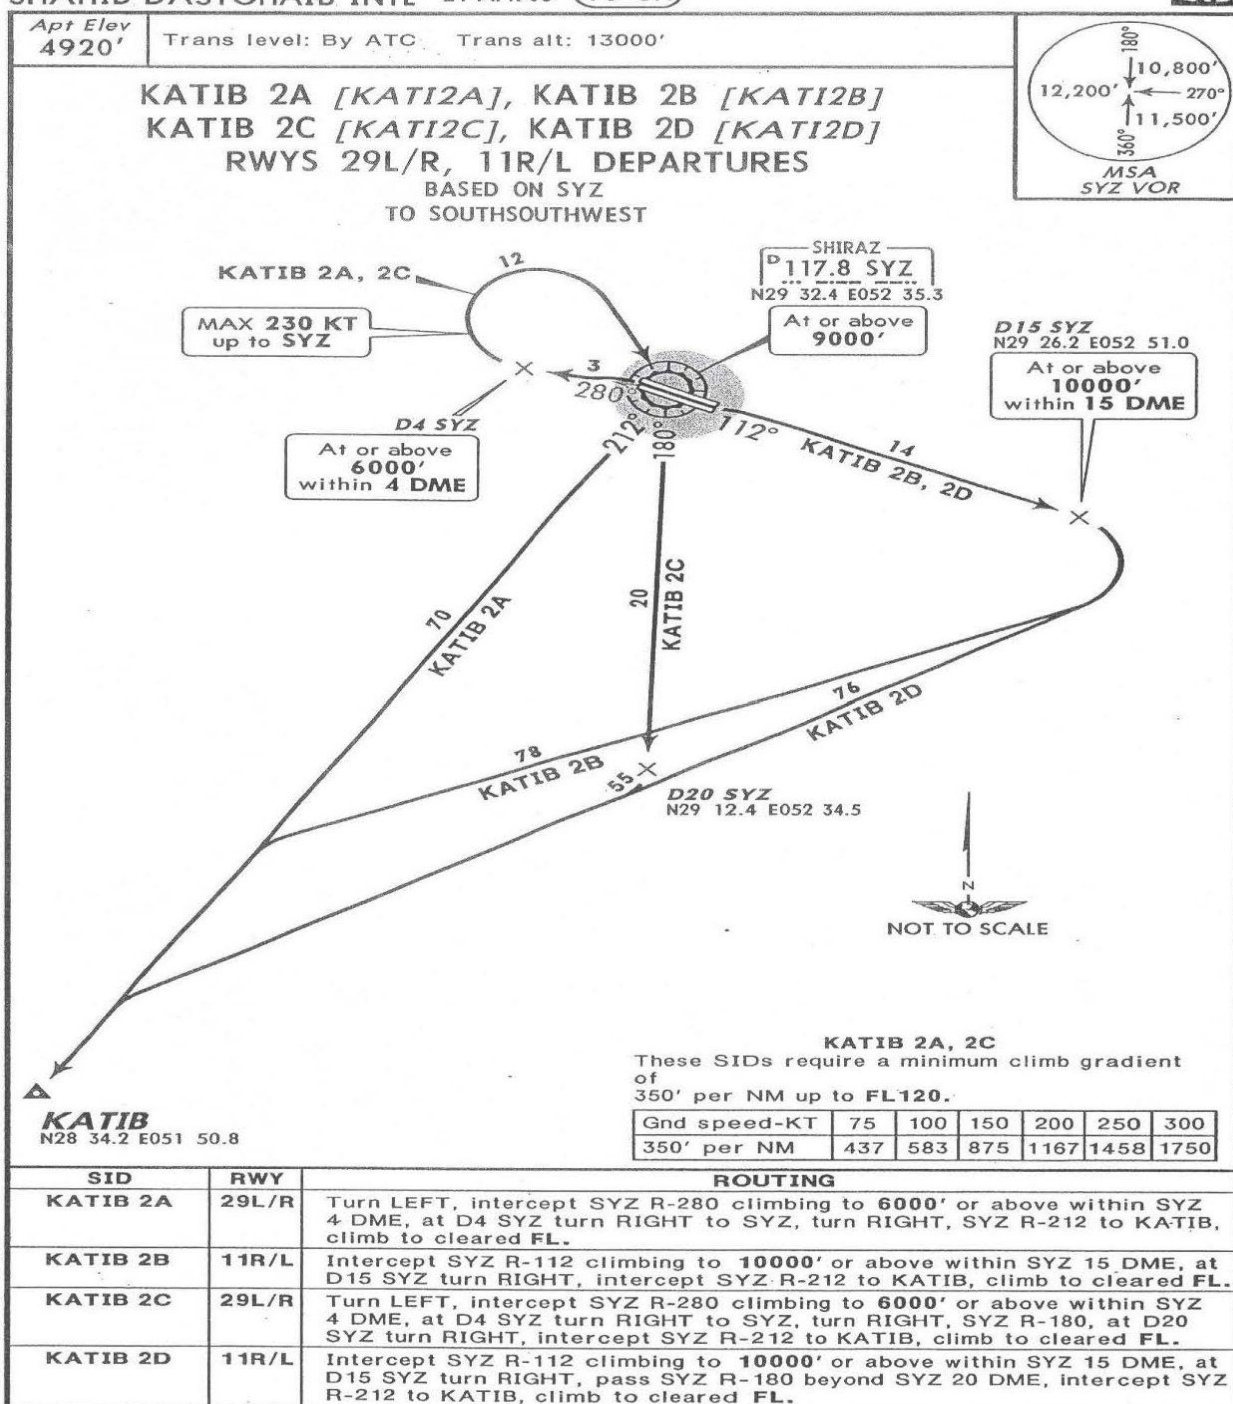 Apt Elev
4920'
Trans level: By ATC Trans alt: 13000'
180°
10,800'
12,200'
270°
11,500'
360°
MSA
SYZ VOR
KATIB 2A [KATI2A], KATIB 2B [KATI2B]
KATIB 2C [KATI2C], KATIB 2D [KATI2D]
RWYS 29L/R, 11R/L DEPARTURES
BASED ON SYZ
TO SOUTHSOUTHWEST
12
KATIB 2A, 2C
SHIRAZ
D 117.8 SYZ
N29 32.4 E052 35.3
MAX 230 KT
up to SYZ
At or above
9000'
D15 SYZ
N29 26.2 E052 51.0
At or above
10000'
within 15 DME
3
280°
D4 SYZ
At or above
6000'
within 4 DME
212°
180°
112°
14
KATIB 2B, 2D
70
KATIB 2A
20
KATIB 2C
76
KATIB 2D
78
KATIB 2B
55
D20 SYZ
N29 12.4 E052 34.5
N
NOT TO SCALE
KATIB
N28 34.2 E051 50.8
KATIB 2A, 2C
These SIDs require a minimum climb gradient
of
350' per NM up to FL120.
Gnd speed-KT 75 100 150 200 250 300
350' per NM 437 583 875 1167 1458 1750
SID RWY ROUTING
KATIB 2A 29L/R Turn LEFT, intercept SYZ R-280 climbing to 6000' or above within SYZ
4 DME, at D4 SYZ turn RIGHT to SYZ, turn RIGHT, SYZ R-212 to KATIB,
climb to cleared FL.
KATIB 2B 11R/L Intercept SYZ R-112 climbing to 10000' or above within SYZ 15 DME, at
D15 SYZ turn RIGHT, intercept SYZ R-212 to KATIB, climb to cleared FL.
KATIB 2C 29L/R Turn LEFT, intercept SYZ R-280 climbing to 6000' or above within SYZ
4 DME, at D4 SYZ turn RIGHT to SYZ, turn RIGHT, SYZ R-180, at D20
SYZ turn RIGHT, intercept SYZ R-212 to KATIB, climb to cleared FL.
KATIB 2D 11R/L Intercept SYZ R-112 climbing to 10000' or above within SYZ 15 DME, at
D15 SYZ turn RIGHT, pass SYZ R-180 beyond SYZ 20 DME, intercept SYZ
R-212 to KATIB, climb to cleared FL.